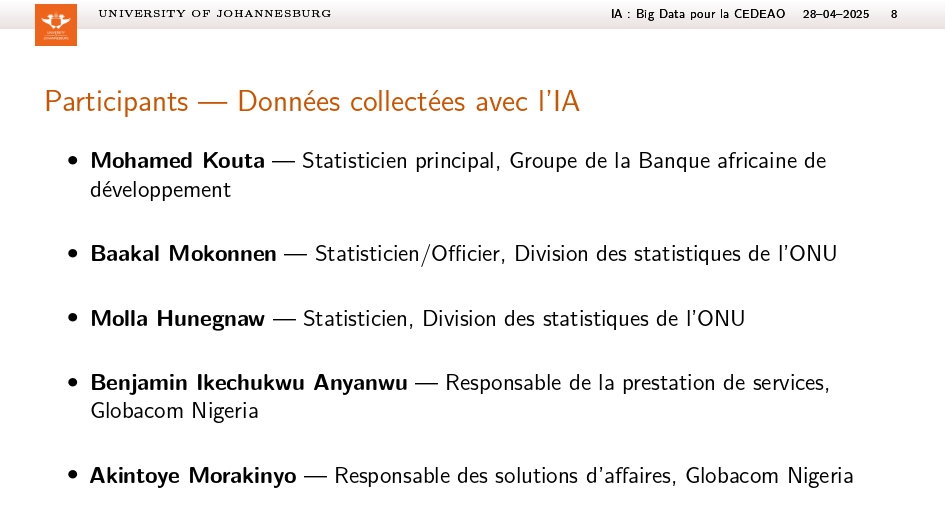 UNIVERSITY OF JOHANNESBURG
IA : Big Data pour la CEDEAO 28–04–2025 8
UNIVERSITY
JOHANNESBURG
Participants — Données collectées avec l'IA
• Mohamed Kouta — Statisticien principal, Groupe de la Banque africaine de
développement
• Baakal Mokonnen — Statisticien/Officier, Division des statistiques de l'ONU
• Molla Hunegnaw — Statisticien, Division des statistiques de l'ONU
• Benjamin Ikechukwu Anyanwu — Responsable de la prestation de services,
Globacom Nigeria
• Akintoye Morakinyo — Responsable des solutions d'affaires, Globacom Nigeria